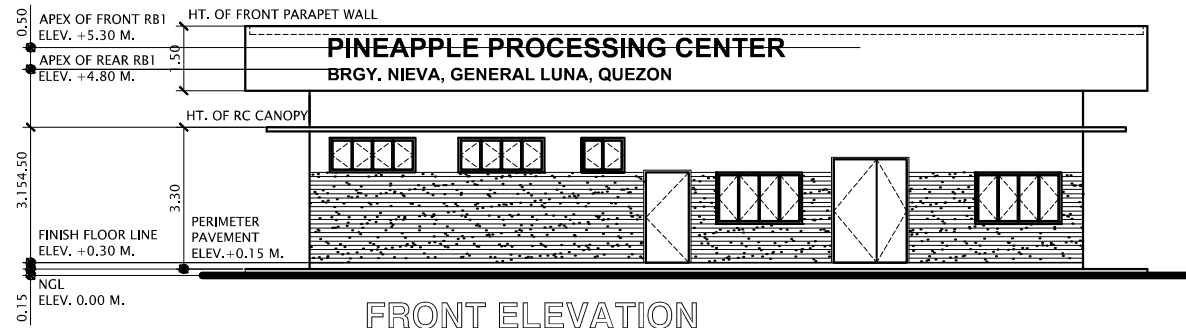 0.50
APEX OF FRONT RB1
ELEV. +5.30 M.
HT. OF FRONT PARAPET WALL
1.50
APEX OF REAR RB1
ELEV. +4.80 M.
PINEAPPLE PROCESSING CENTER
BRGY. NIEVA, GENERAL LUNA, QUEZON
HT. OF RC CANOPY
3.154.50
3.30
FINISH FLOOR LINE
ELEV. +0.30 M.
PERIMETER
PAVEMENT
ELEV.+0.15 M.
NGL
ELEV. 0.00 M.
0.15
FRONT ELEVATION